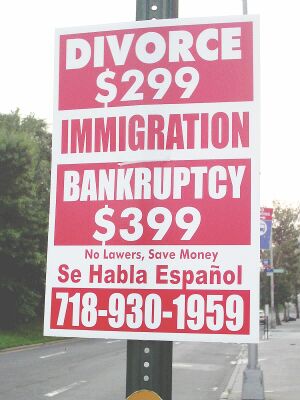 DIVORCE
$299
IMMIGRATION
BANKRUPTCY
$399
No Lawers, Save Money
Se Habla Español
718-930-1959